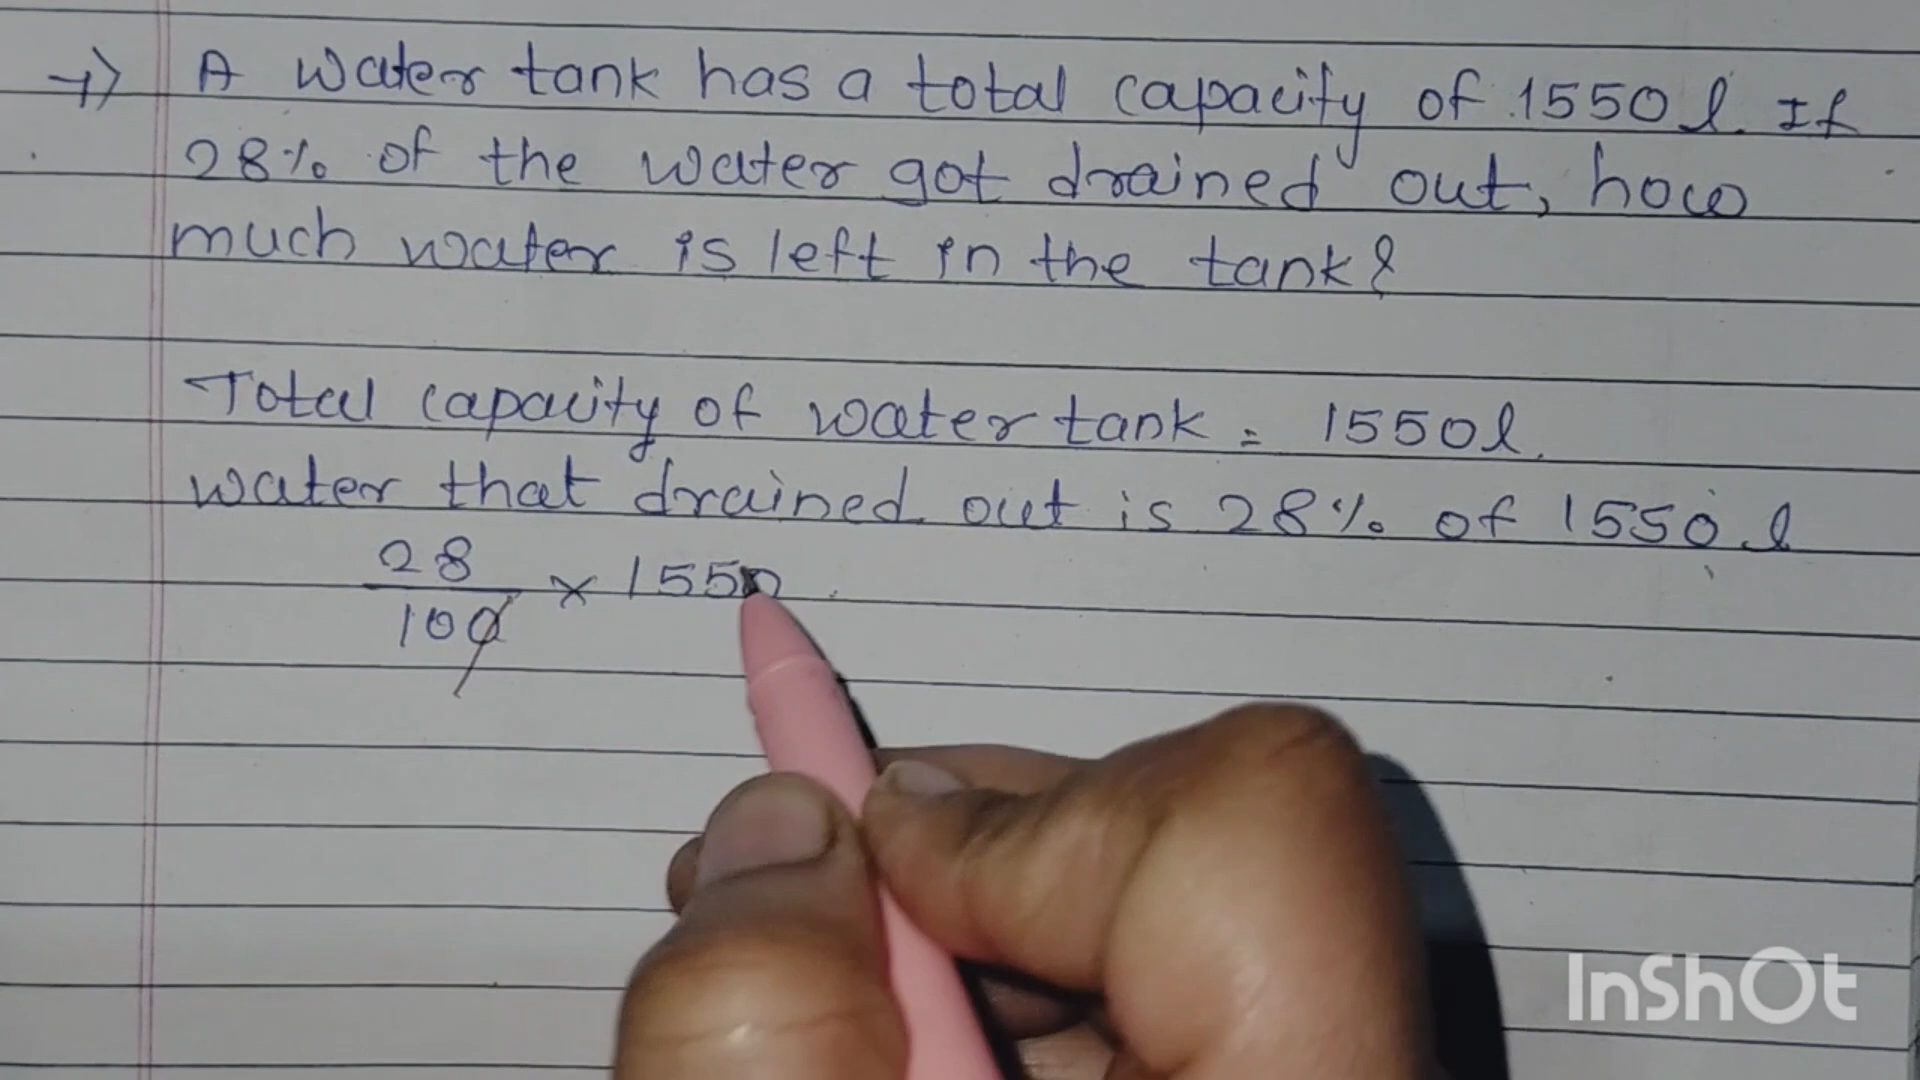 → A water tank has a total capacity of 1550 l. If
28% of the water got drained out, how
much water is left in the tank?
Total capacity of water tank = 1550 l.
water that drained out is 28% of 1550 l
28
100 × 1550
InShOt